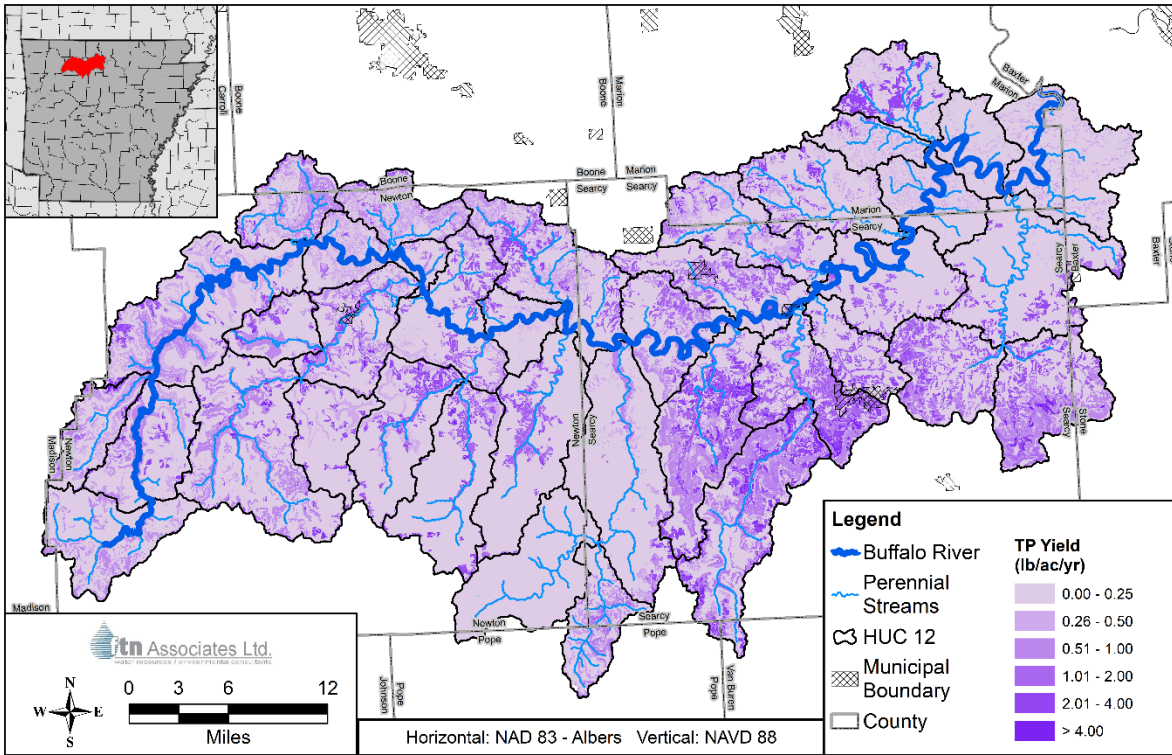 Boone
Carroll
Marion
Boone
Baxter
Marion
Boone
Newton
Boone
Marion
Searcy
Searcy
Marion
Searcy
Searcy
Baxter
Baxter
Newton
Searcy
Madison
Newton
Searcy
Stone
Madison
Newton
Pope
Searcy
Pope
Johnson
Pope
Pope
Van Buren
ftn Associates Ltd.
water resources / environmental consultants
N
W
E
S
0 3 6 12
Miles
Horizontal: NAD 83 - Albers Vertical: NAVD 88
Legend
Buffalo River
Perennial
Streams
HUC 12
Municipal
Boundary
County
TP Yield
(lb/ac/yr)
0.00 - 0.25
0.26 - 0.50
0.51 - 1.00
1.01 - 2.00
2.01 - 4.00
> 4.00